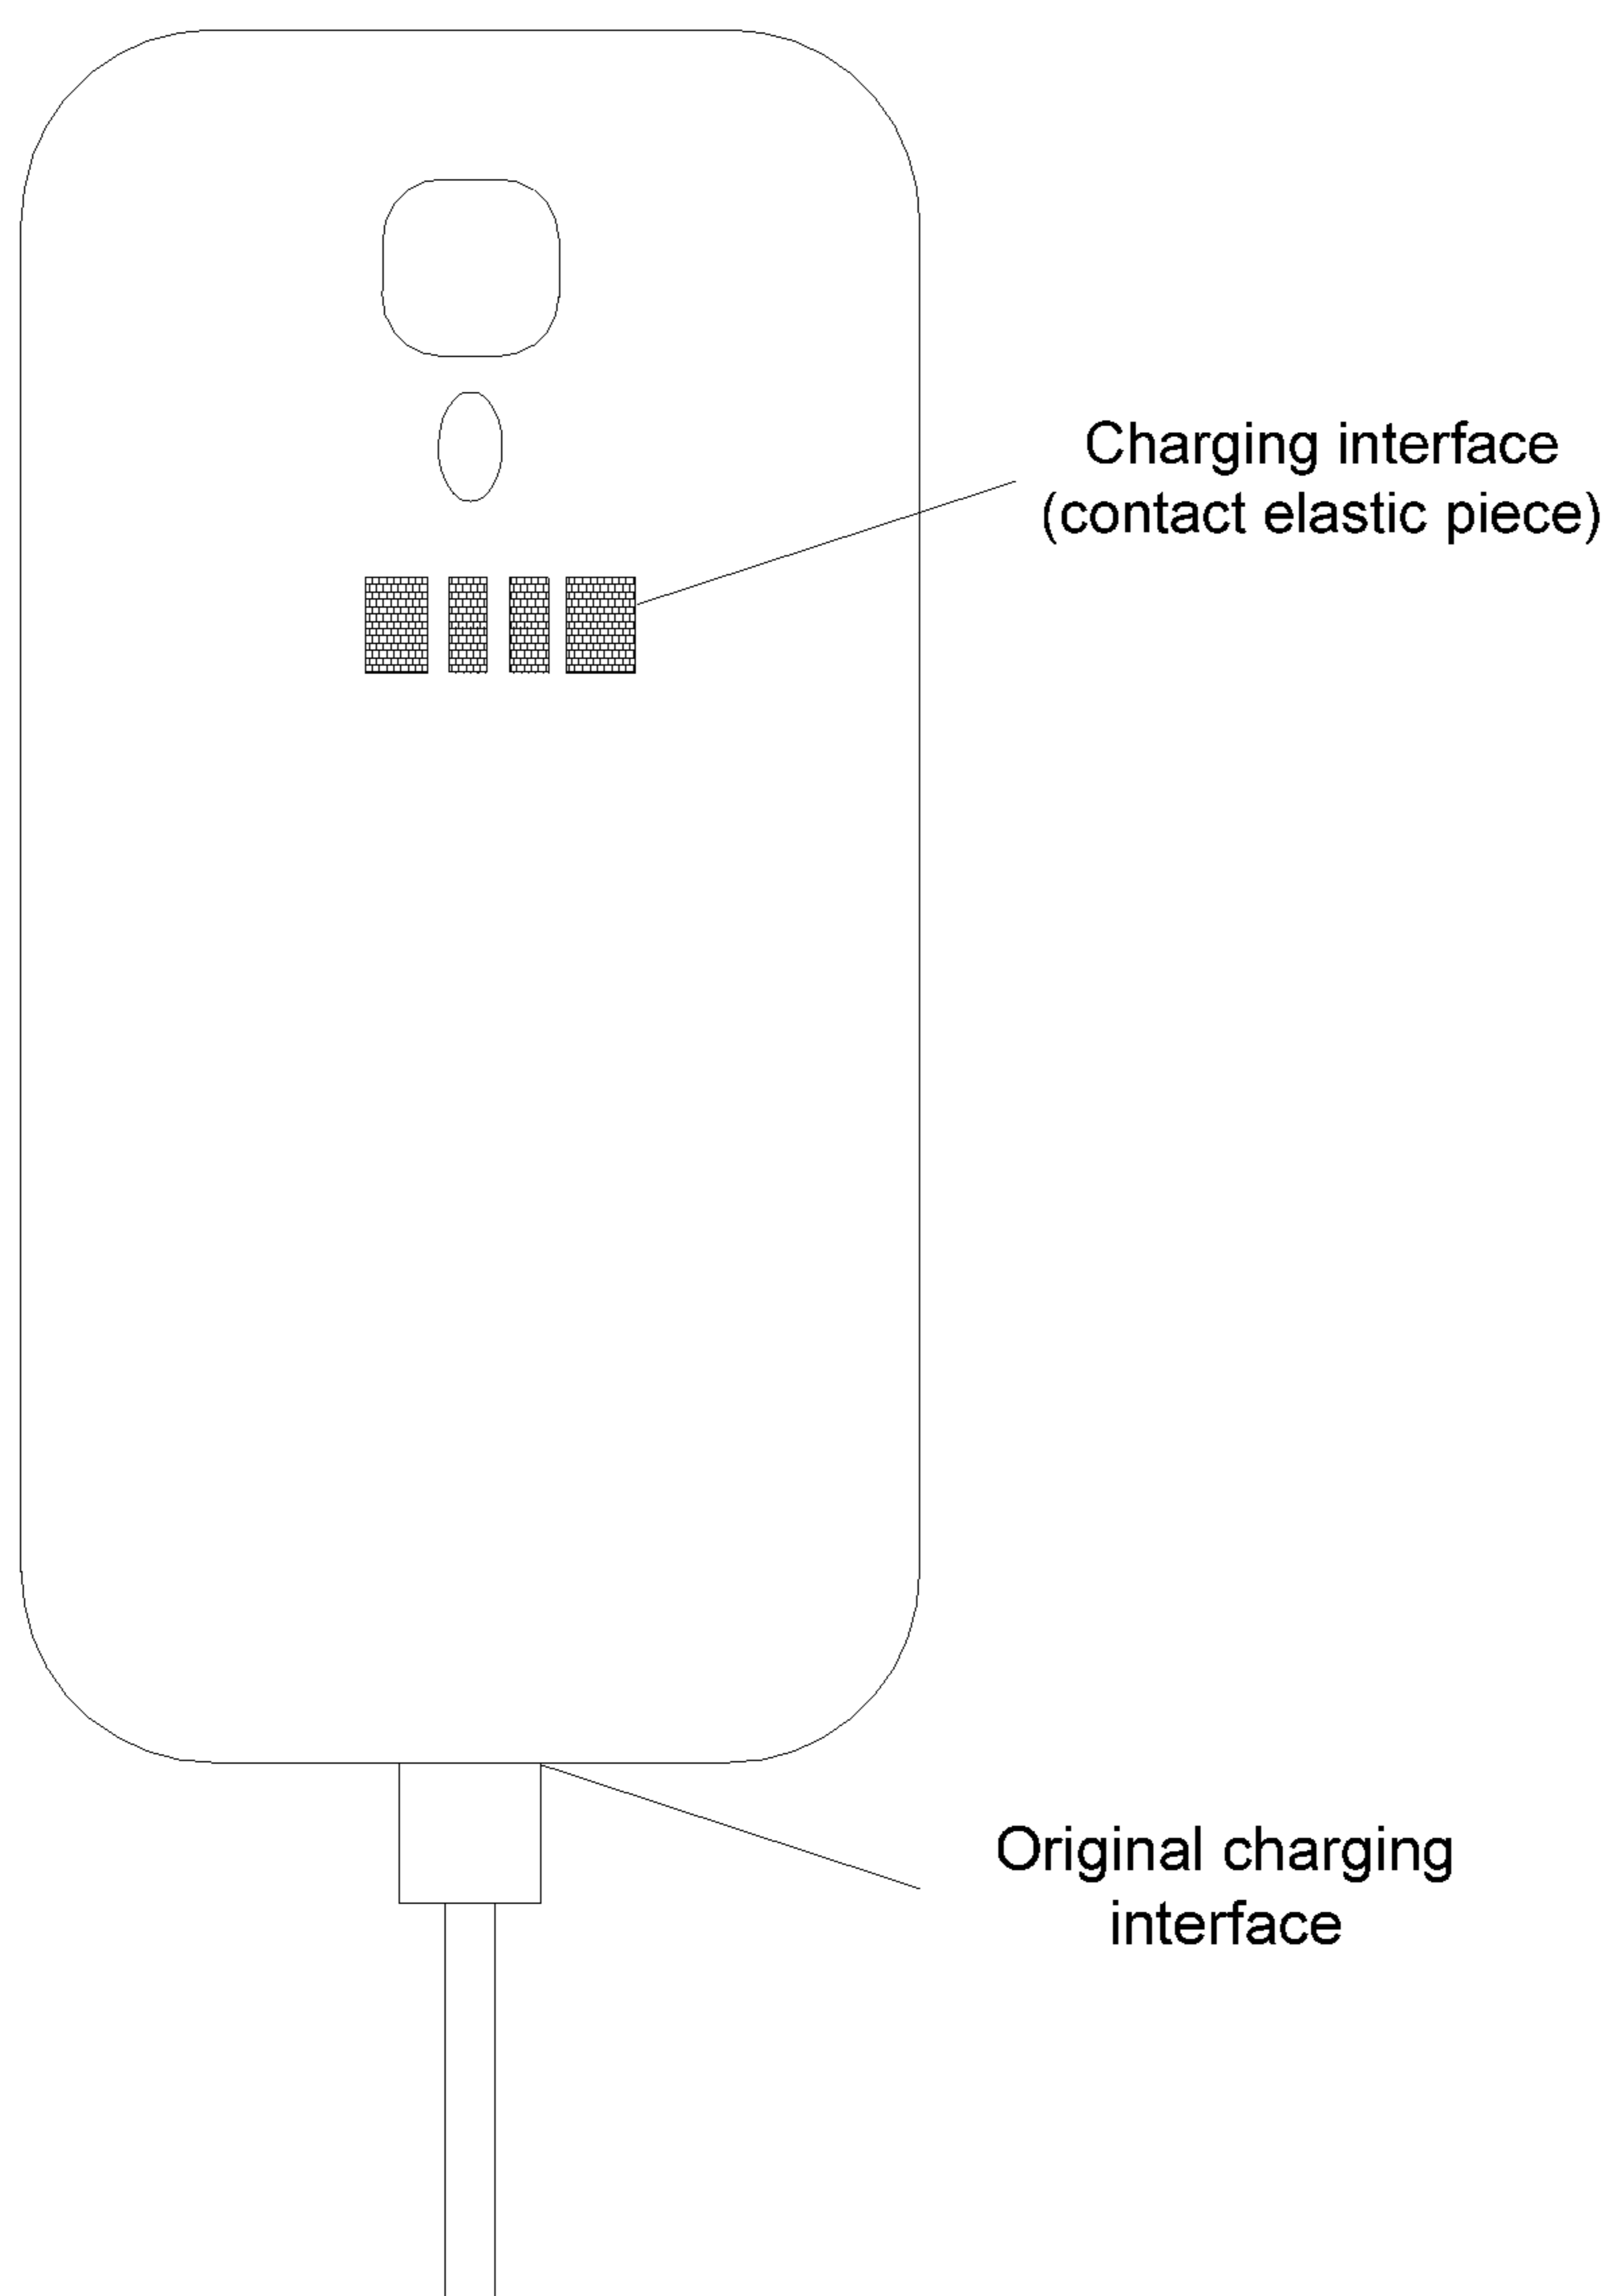 Charging interface
(contact elastic piece)
Original charging
interface